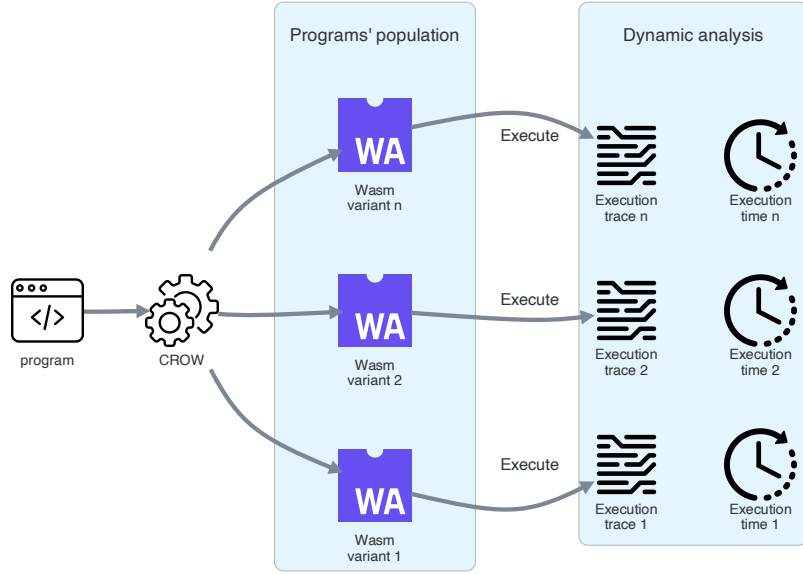 Programs' population
Dynamic analysis
WA
Wasm
variant n
Execute
Execution
trace n
Execution
time n
</>
program
CROW
WA
Wasm
variant 2
Execute
Execution
trace 2
Execution
time 2
WA
Wasm
variant 1
Execute
Execution
trace 1
Execution
time 1